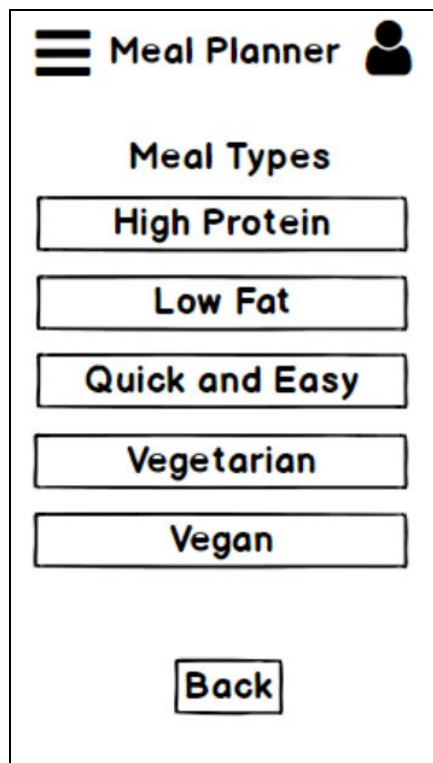 Meal Planner
Meal Types
High Protein
Low Fat
Quick and Easy
Vegetarian
Vegan
Back